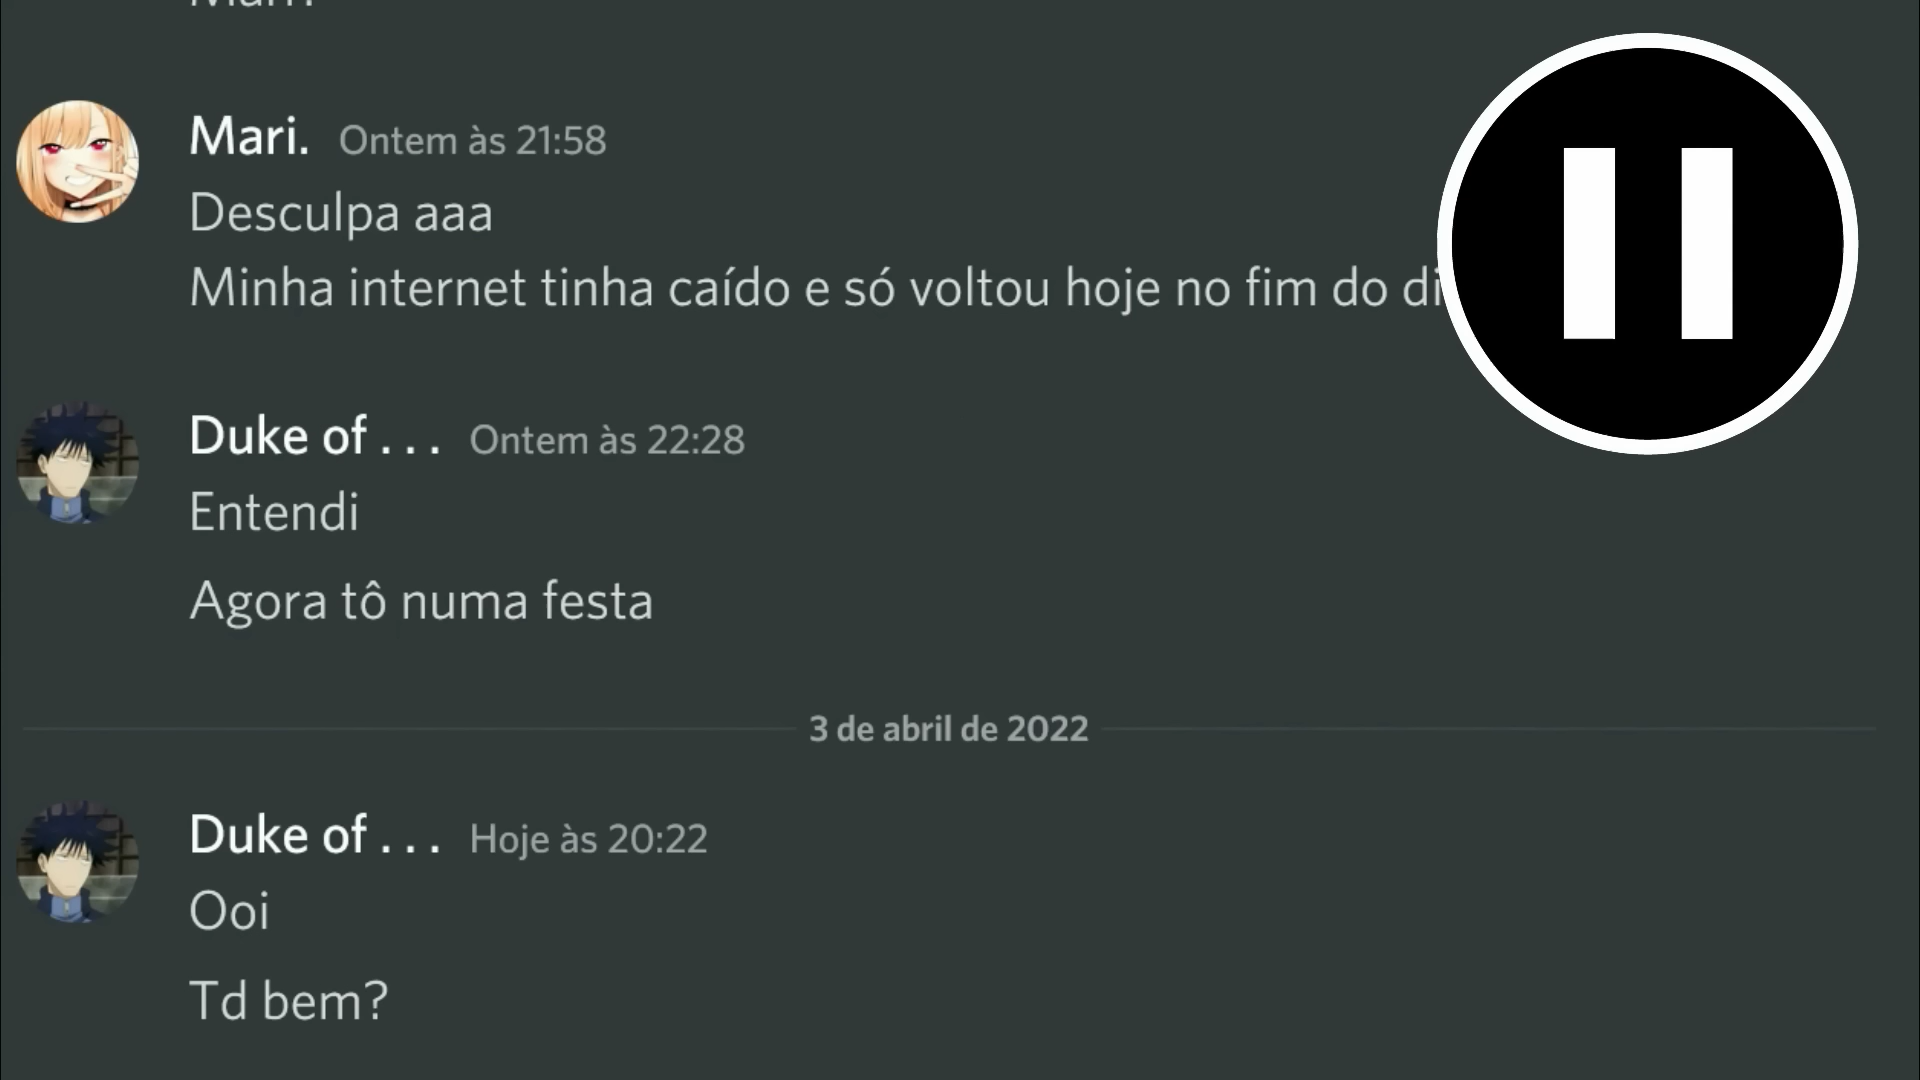 Mari. Ontem às 21:58
Desculpa aaa
Minha internet tinha caído e só voltou hoje no fim do
Duke of . . . Ontem às 22:28
Entendi
Agora tô numa festa
3 de abril de 2022
Duke of . . . Hoje às 20:22
Ooi
Td bem?